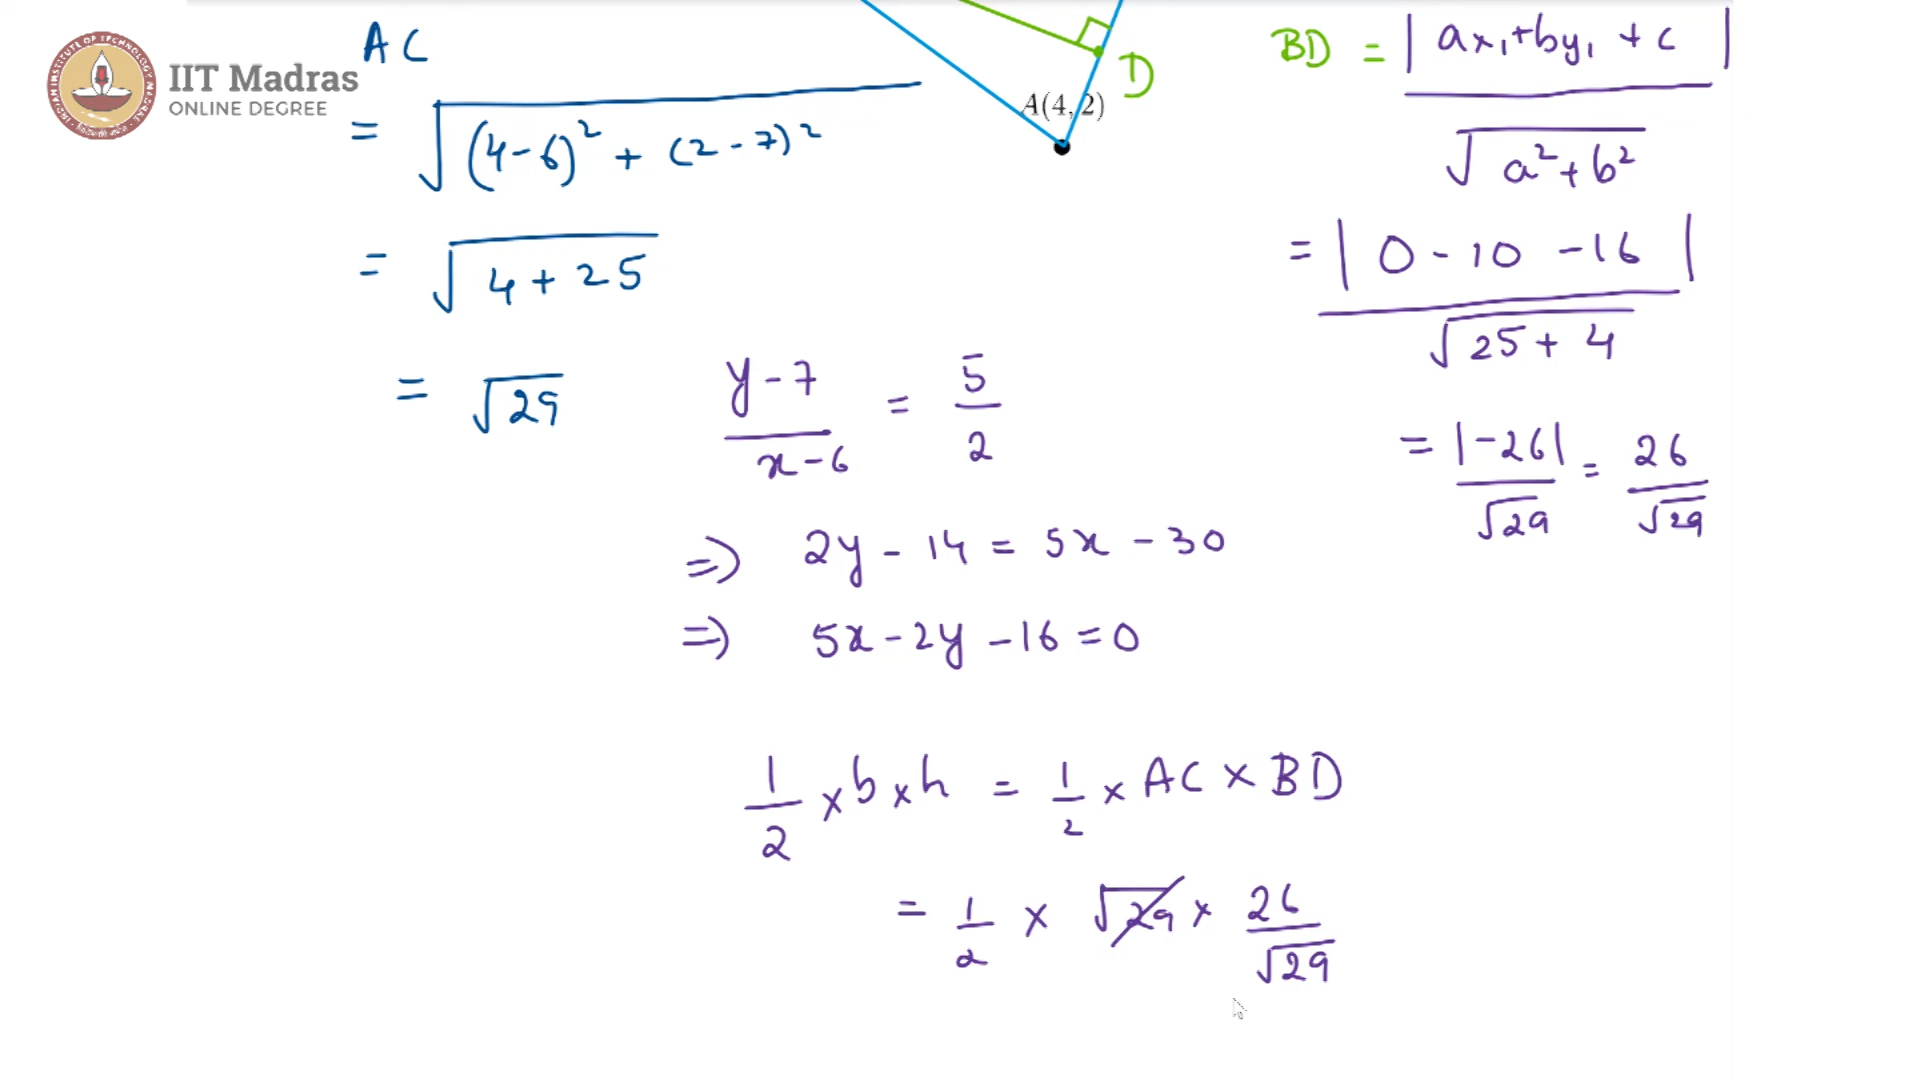 IIT Madras
ONLINE DEGREE
AC
= √((4-6)² + (2-7)²)
= √(4+25)
= √29
A(4, 2)
D
BD = |ax₁+by₁+c| / √(a²+b²)
= |0-10-16| / √(25+4)
= |-26|/√29 = 26/√29
(y-7)/(x-6) = 5/2
=> 2y-14 = 5x-30
=> 5x-2y-16=0
1/2 × b × h = 1/2 × AC × BD
= 1/2 × √29 × 26/√29